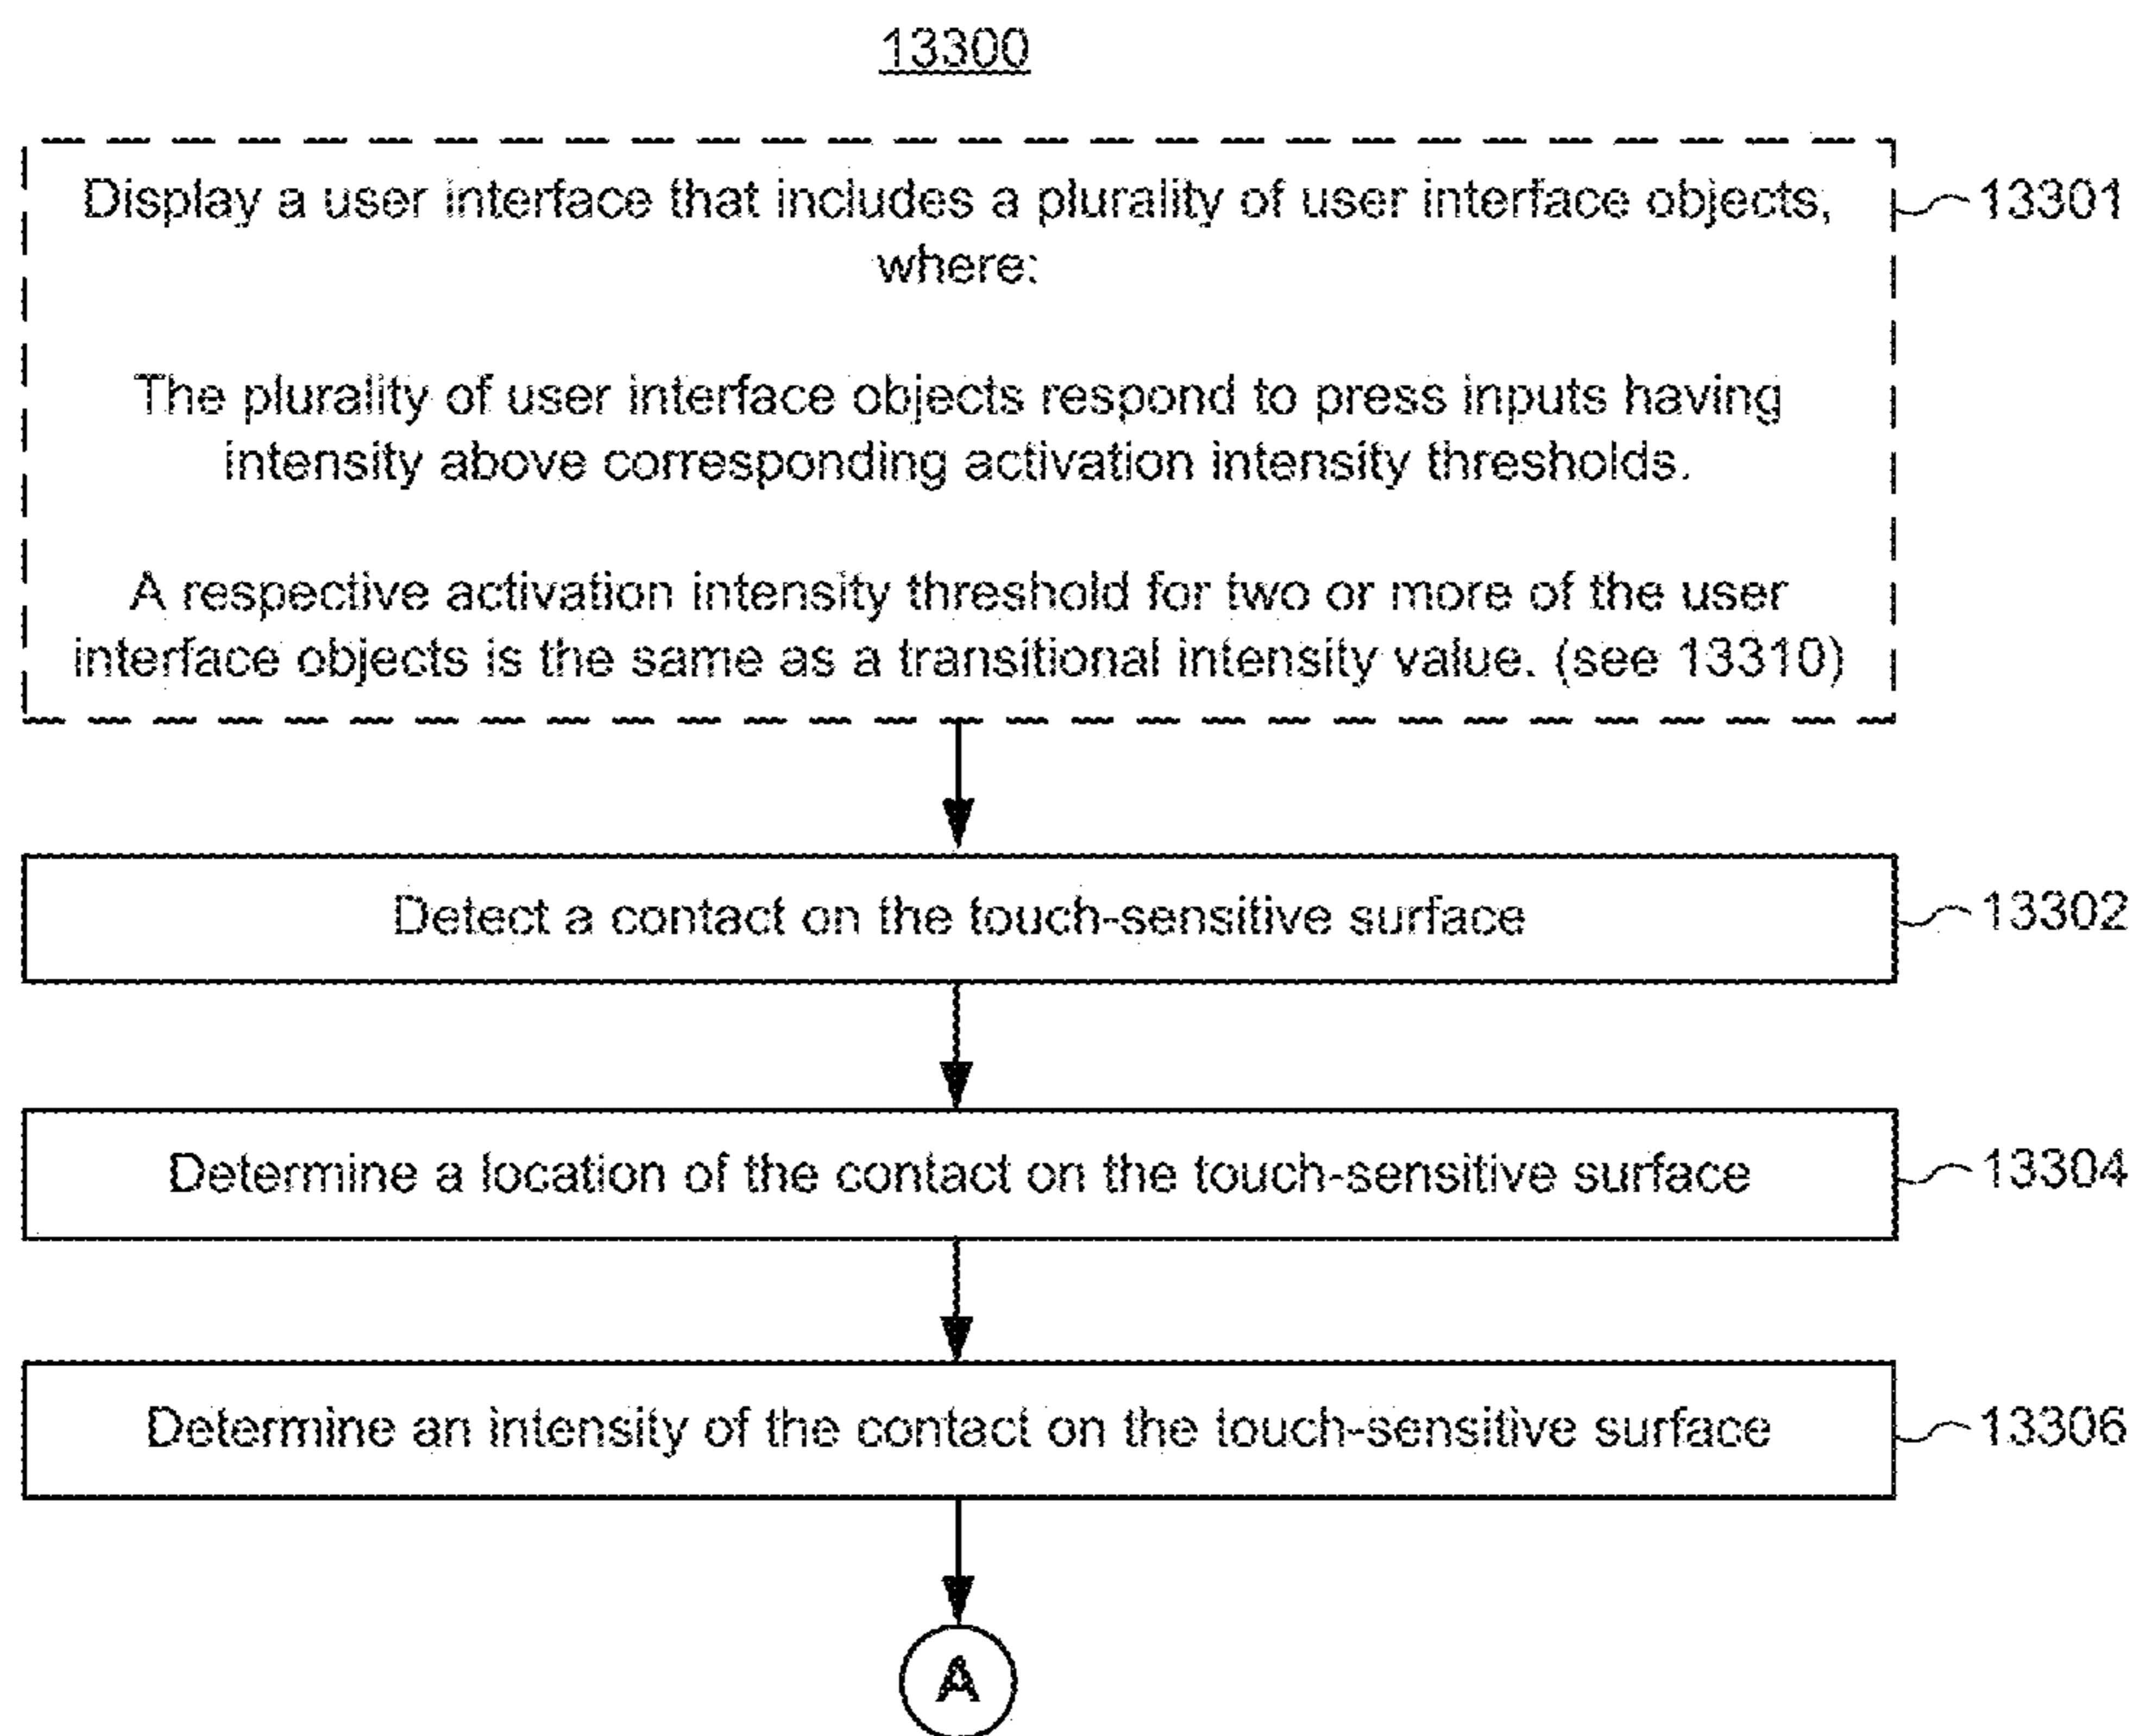 13300
Display a user interface that includes a plurality of user interface objects,
where:
13301
The plurality of user interface objects respond to press inputs having
intensity above corresponding activation intensity thresholds.
A respective activation intensity threshold for two or more of the user
interface objects is the same as a transitional intensity value. (see 13310)
Detect a contact on the touch-sensitive surface
13302
Determine a location of the contact on the touch-sensitive surface
13304
Determine an intensity of the contact on the touch-sensitive surface
13306
A